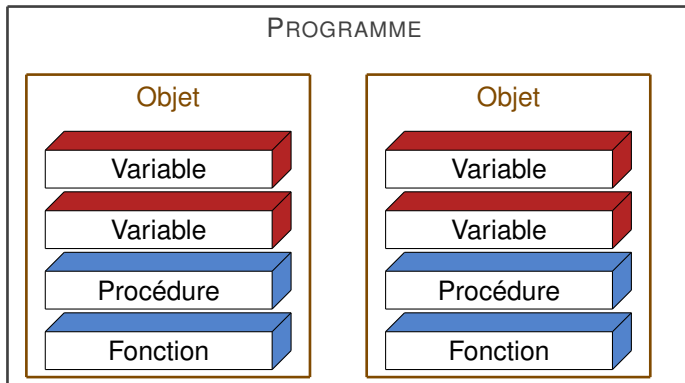 PROGRAMME
Objet
Variable
Variable
Procédure
Fonction
Objet
Variable
Variable
Procédure
Fonction